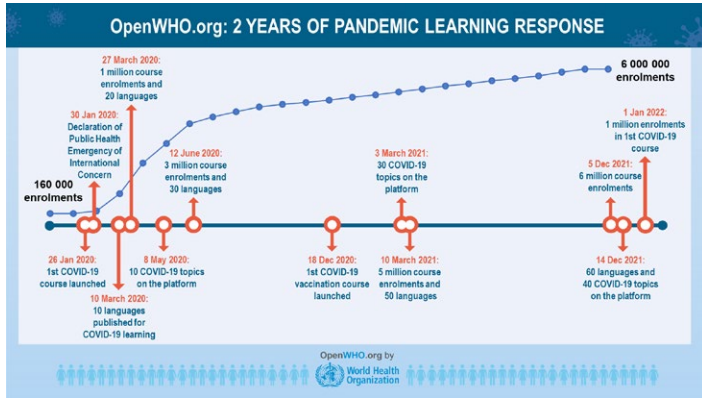 OpenWHO.org: 2 YEARS OF PANDEMIC LEARNING RESPONSE
27 March 2020:
1 million course
enrolments and
20 languages
6 000 000
enrolments
30 Jan 2020:
Declaration of
Public Health
Emergency of
International
Concern
1 Jan 2022:
1 million enrolments
in 1st COVID-19
course
12 June 2020:
3 million course
enrolments and
30 languages
3 March 2021:
30 COVID-19
topics on the
platform
5 Dec 2021:
6 million course
enrolments
160 000
enrolments
26 Jan 2020:
1st COVID-19
course launched
10 March 2020:
10 languages
published for
COVID-19 learning
8 May 2020:
10 COVID-19 topics
on the platform
18 Dec 2020:
1st COVID-19
vaccination course
launched
10 March 2021:
5 million course
enrolments and
50 languages
14 Dec 2021:
60 languages and
40 COVID-19 topics
on the platform
OpenWHO.org by
World Health
Organization